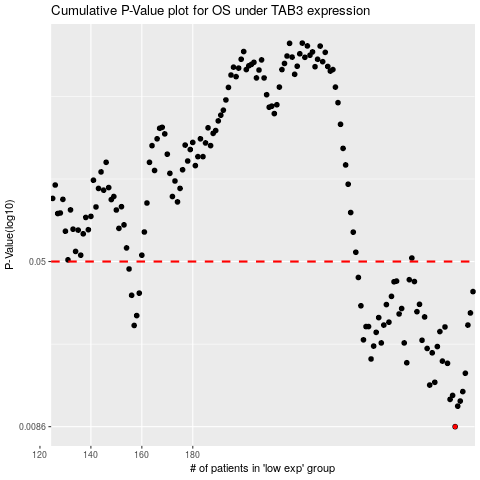 Cumulative P-Value plot for OS under TAB3 expression
P-Value(log10)
0.05
0.0086
120 140 160 180
# of patients in 'low exp' group